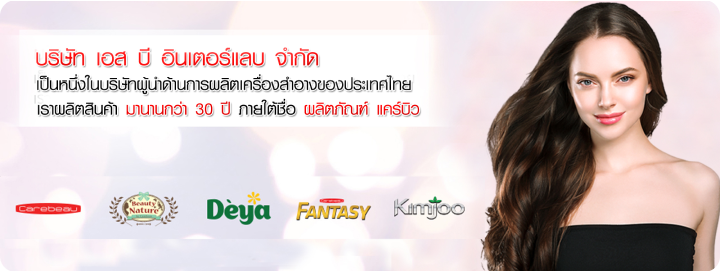 บริษัท เอส บี อินเตอร์แลบ จำกัด
เป็นหนึ่งในบริษัทผู้นำด้านการผลิตเครื่องสำอางของประเทศไทย
เราผลิตสินค้า มานานกว่า 30 ปี ภายใต้ชื่อ ผลิตภัณฑ์ แคร์บิว
Carebeau
Beauty Nature
Deya
FANTASY
Kimjoo